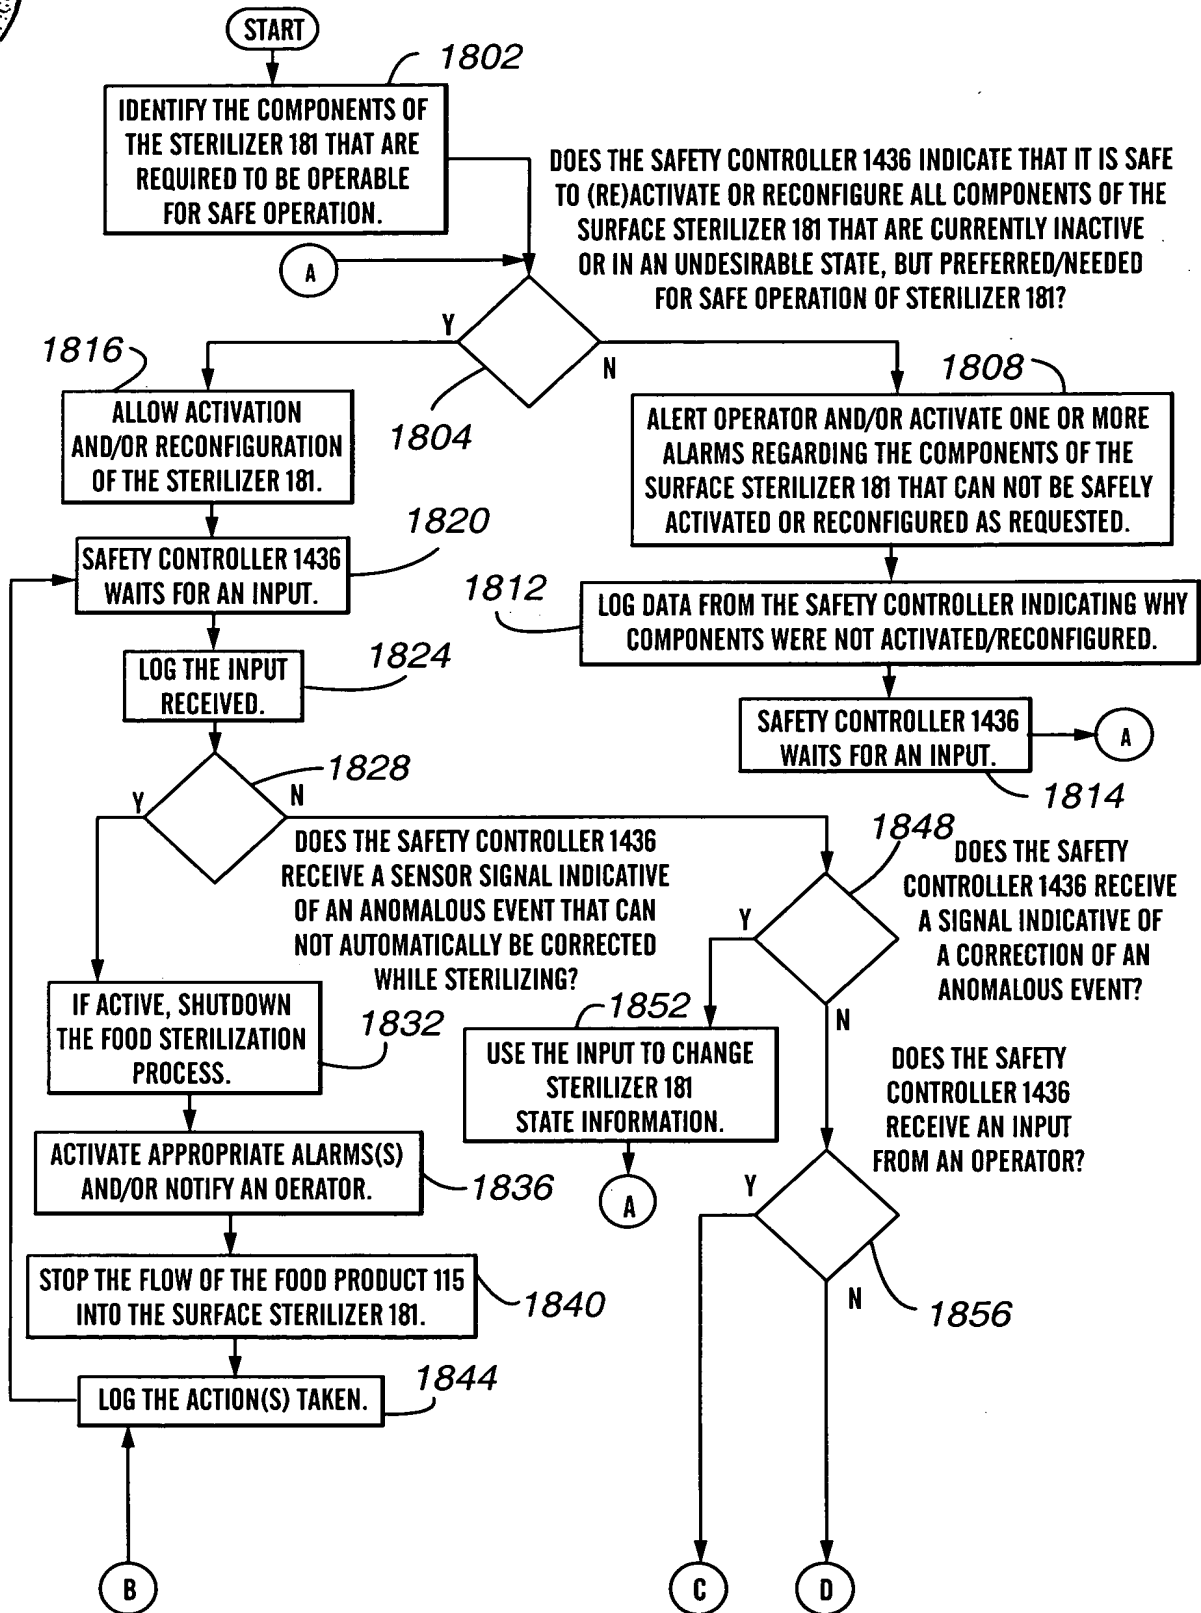 START
1802
IDENTIFY THE COMPONENTS OF
THE STERILIZER 181 THAT ARE
REQUIRED TO BE OPERABLE
FOR SAFE OPERATION.
DOES THE SAFETY CONTROLLER 1436 INDICATE THAT IT IS SAFE
TO (RE)ACTIVATE OR RECONFIGURE ALL COMPONENTS OF THE
SURFACE STERILIZER 181 THAT ARE CURRENTLY INACTIVE
OR IN AN UNDESIRABLE STATE, BUT PREFERRED/NEEDED
FOR SAFE OPERATION OF STERILIZER 181?
A
Y
N
1804
1816
ALLOW ACTIVATION
AND/OR RECONFIGURATION
OF THE STERILIZER 181.
1808
ALERT OPERATOR AND/OR ACTIVATE ONE OR MORE
ALARMS REGARDING THE COMPONENTS OF THE
SURFACE STERILIZER 181 THAT CAN NOT BE SAFELY
ACTIVATED OR RECONFIGURED AS REQUESTED.
1820
SAFETY CONTROLLER 1436
WAITS FOR AN INPUT.
1812
LOG DATA FROM THE SAFETY CONTROLLER INDICATING WHY
COMPONENTS WERE NOT ACTIVATED/RECONFIGURED.
1824
LOG THE INPUT
RECEIVED.
SAFETY CONTROLLER 1436
WAITS FOR AN INPUT.
A
1814
1828
Y
N
DOES THE SAFETY CONTROLLER 1436
RECEIVE A SENSOR SIGNAL INDICATIVE
OF AN ANOMALOUS EVENT THAT CAN
NOT AUTOMATICALLY BE CORRECTED
WHILE STERILIZING?
1848
DOES THE SAFETY
CONTROLLER 1436 RECEIVE
A SIGNAL INDICATIVE OF
A CORRECTION OF AN
ANOMALOUS EVENT?
Y
N
IF ACTIVE, SHUTDOWN
THE FOOD STERILIZATION
PROCESS.
1832
1852
USE THE INPUT TO CHANGE
STERILIZER 181
STATE INFORMATION.
A
DOES THE SAFETY
CONTROLLER 1436
RECEIVE AN INPUT
FROM AN OPERATOR?
Y
N
1856
ACTIVATE APPROPRIATE ALARMS(S)
AND/OR NOTIFY AN OERATOR.
1836
STOP THE FLOW OF THE FOOD PRODUCT 115
INTO THE SURFACE STERILIZER 181.
1840
LOG THE ACTION(S) TAKEN.
1844
B
C
D